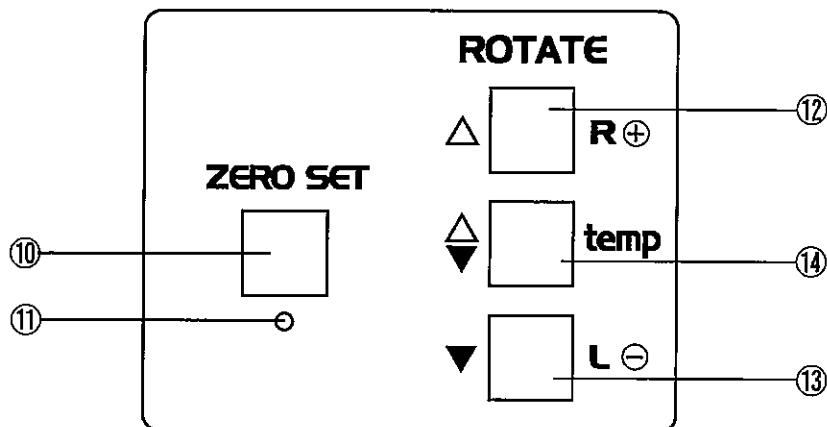 ROTATE
△ R⊕ ⑫
ZERO SET
⑩
△▼ temp ⑭
⑪
▼ L⊖ ⑬